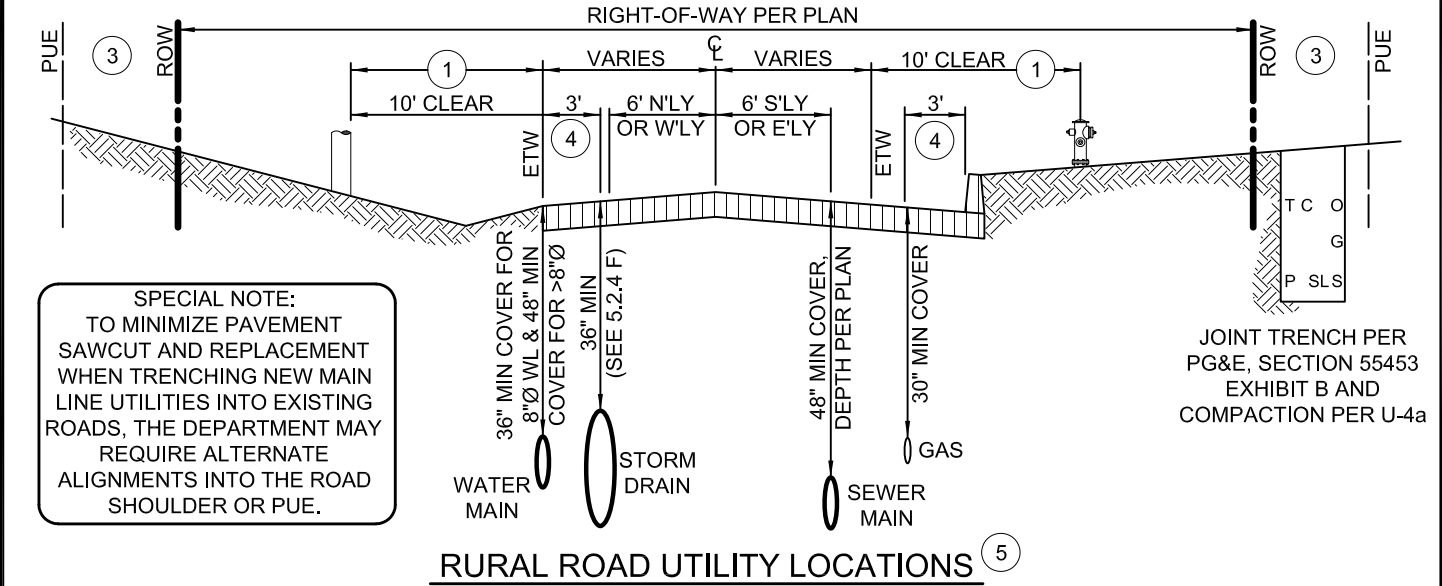 RIGHT-OF-WAY PER PLAN
PUE
3
ROW
℄
ROW
3
PUE
1
VARIES
VARIES
10' CLEAR
1
10' CLEAR
3'
4
6' N'LY
OR W'LY
6' S'LY
OR E'LY
3'
4
ETW
ETW
T C O
G
P SLS
36" MIN COVER FOR
8"Ø WL & 48" MIN
COVER FOR >8"Ø
36" MIN
(SEE 5.2.4 F)
48" MIN COVER,
DEPTH PER PLAN
30" MIN COVER
SPECIAL NOTE:
TO MINIMIZE PAVEMENT
SAWCUT AND REPLACEMENT
WHEN TRENCHING NEW MAIN
LINE UTILITIES INTO EXISTING
ROADS, THE DEPARTMENT MAY
REQUIRE ALTERNATE
ALIGNMENTS INTO THE ROAD
SHOULDER OR PUE.
WATER
MAIN
STORM
DRAIN
SEWER
MAIN
GAS
JOINT TRENCH PER
PG&E, SECTION 55453
EXHIBIT B AND
COMPACTION PER U-4a
RURAL ROAD UTILITY LOCATIONS 5